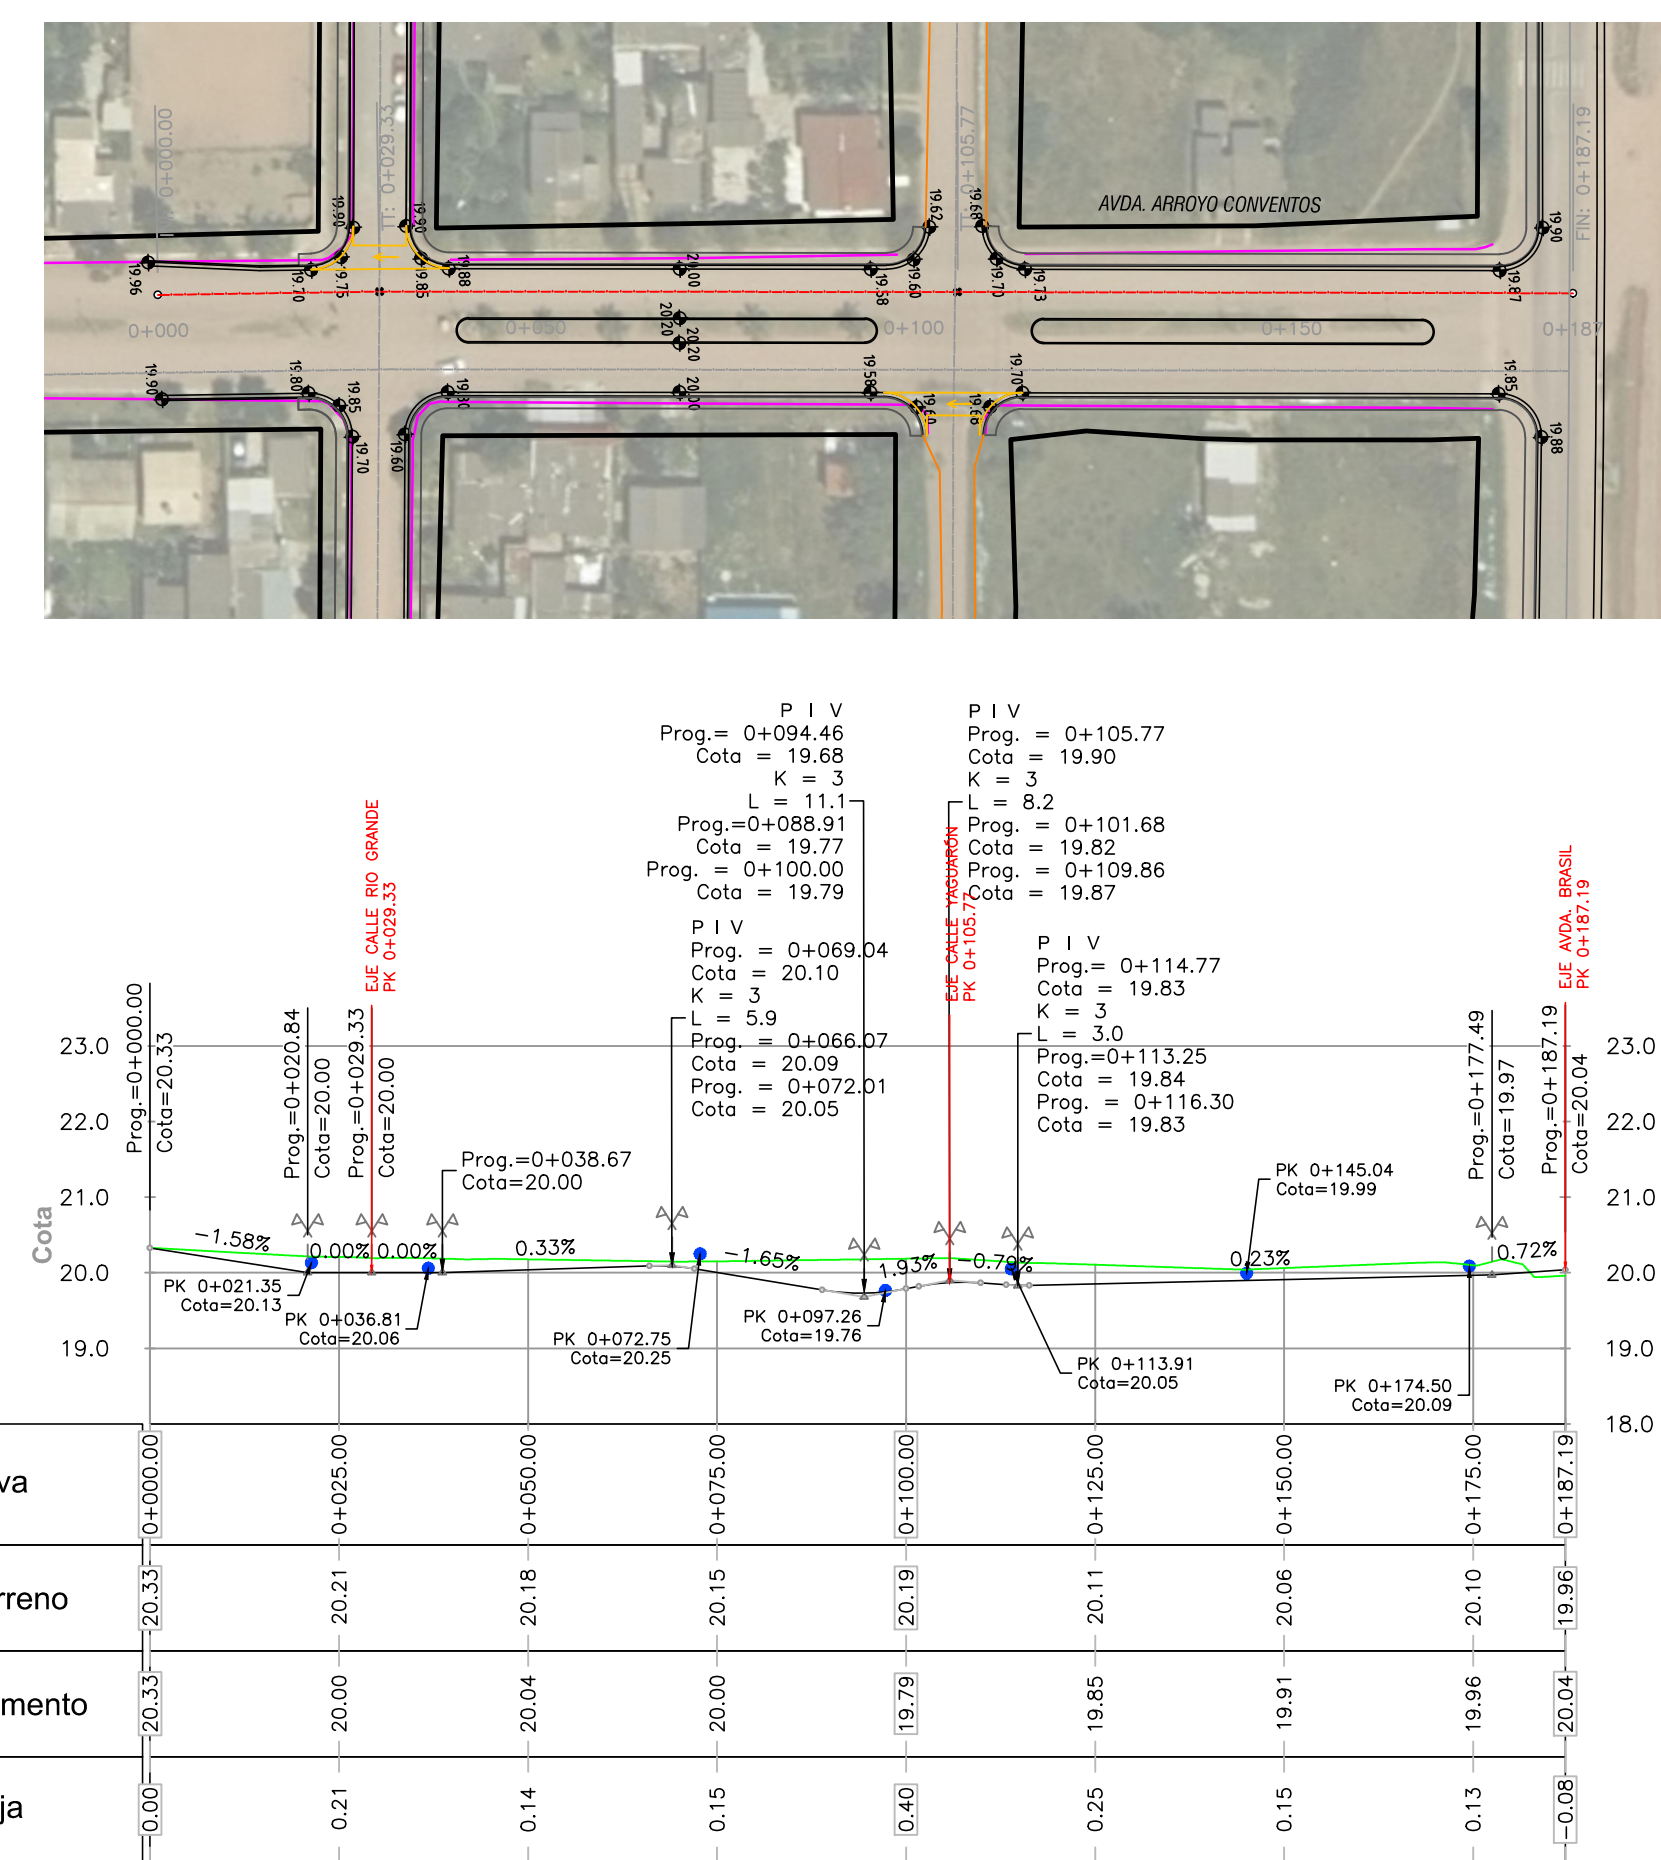 0+000.00
IT: 0+029.33
IT: 0+105.77
FIN: 0+187.19
AVDA. ARROYO CONVENTOS
19.90
19.90
19.62
19.68
19.90
19.96
19.70
19.75
19.85
19.88
20.00
19.58
19.60
19.70
19.73
19.87
0+000
0+050
0+100
0+150
0+187
20.20
20.20
19.90
19.80
19.85
19.70
19.60
20.00
19.58
19.68
19.70
19.85
19.88
P I V
Prog.= 0+094.46
Cota = 19.68
K = 3
L = 11.1
Prog.=0+088.91
Cota = 19.77
Prog. = 0+100.00
Cota = 19.79
P I V
Prog. = 0+105.77
Cota = 19.90
K = 3
L = 8.2
Prog. = 0+101.68
Cota = 19.82
Prog. = 0+109.86
Cota = 19.87
P I V
Prog. = 0+069.04
Cota = 20.10
K = 3
L = 5.9
Prog. = 0+066.07
Cota = 20.09
Prog. = 0+072.01
Cota = 20.05
P I V
Prog.= 0+114.77
Cota = 19.83
K = 3
L = 3.0
Prog.=0+113.25
Cota = 19.84
Prog. = 0+116.30
Cota = 19.83
EJE CALLE RIO GRANDE
PK 0+029.33
EJE CALLE YAGUARÓN
PK 0+105.77
EJE AVDA. BRASIL
PK 0+187.19
Prog.=0+000.00
Cota=20.33
Prog.=0+020.84
Cota=20.00
Prog.=0+029.33
Cota=20.00
Prog.=0+038.67
Cota=20.00
Prog.=0+177.49
Cota=19.97
Prog.=0+187.19
Cota=20.04
PK 0+145.04
Cota=19.99
Cota
23.0
22.0
21.0
20.0
19.0
23.0
22.0
21.0
20.0
19.0
18.0
-1.58%
0.00%
0.00%
0.33%
-1.65%
1.93%
-0.79%
0.23%
0.72%
PK 0+021.35
Cota=20.13
PK 0+036.81
Cota=20.06
PK 0+072.75
Cota=20.25
PK 0+097.26
Cota=19.76
PK 0+113.91
Cota=20.05
PK 0+174.50
Cota=20.09
va
0+000.00
0+025.00
0+050.00
0+075.00
0+100.00
0+125.00
0+150.00
0+175.00
0+187.19
rreno
20.33
20.21
20.18
20.15
20.19
20.11
20.06
20.10
19.96
mento
20.33
20.00
20.04
20.00
19.79
19.85
19.91
19.96
20.04
ja
0.00
0.21
0.14
0.15
0.40
0.25
0.15
0.13
-0.08